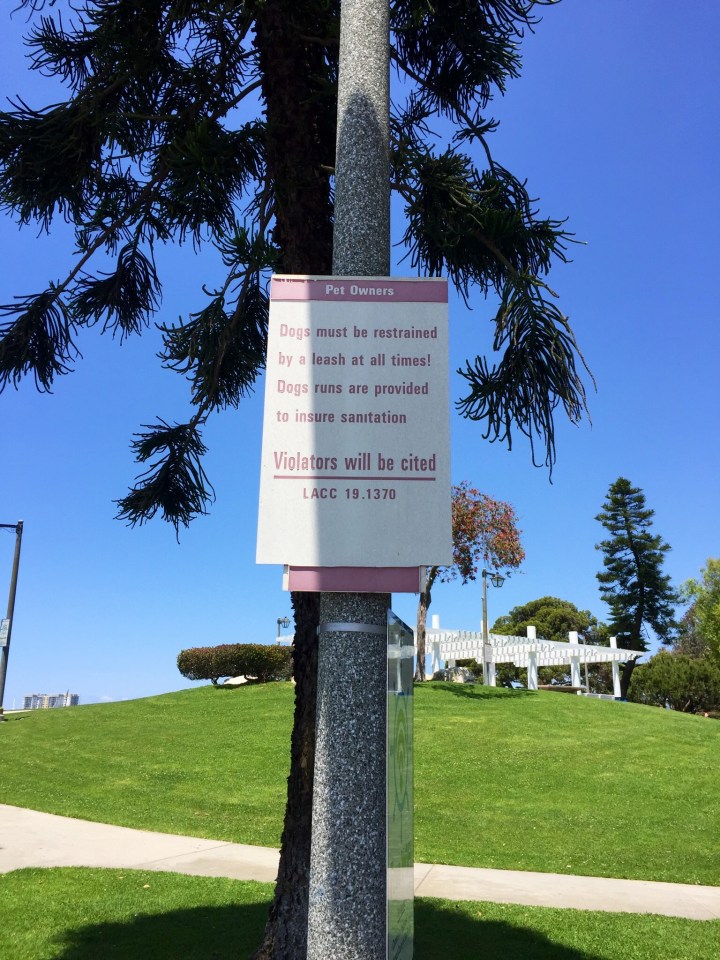 Pet Owners
Dogs must be restrained
by a leash at all times!
Dogs runs are provided
to insure sanitation
Violators will be cited
LACC 19.1370